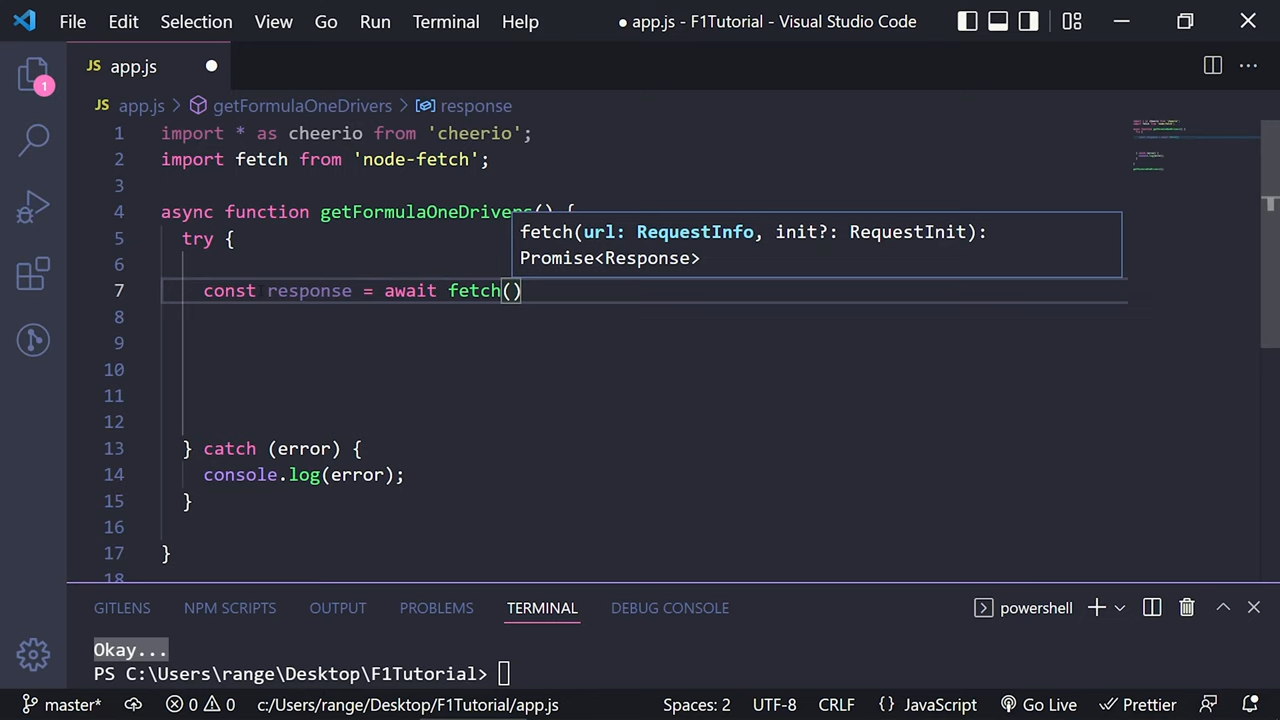 File Edit Selection View Go Run Terminal Help ● app.js - F1Tutorial - Visual Studio Code
JS app.js
1
JS app.js > getFormulaOneDrivers > response
1 import * as cheerio from 'cheerio';
2 import fetch from 'node-fetch';
3
4 async function getFormulaOneDrivers() {
5 try {
fetch(url: RequestInfo, init?: RequestInit):
Promise<Response>
6
7 const response = await fetch()
8
9
10
11
12
13 } catch (error) {
14 console.log(error);
15 }
16
17 }
18
GITLENS NPM SCRIPTS OUTPUT PROBLEMS TERMINAL DEBUG CONSOLE powershell
Okay...
PS C:\Users\range\Desktop\F1Tutorial>
master* 0 0 c:/Users/range/Desktop/F1Tutorial/app.js Spaces: 2 UTF-8 CRLF {} JavaScript Go Live Prettier